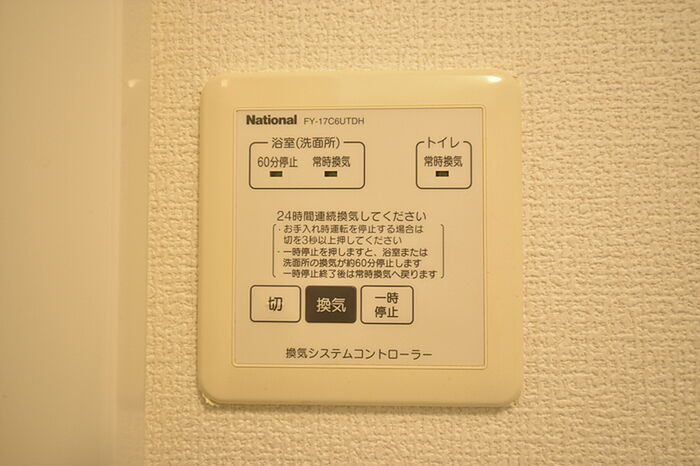 National FY-17C6UTDH
浴室(洗面所)
60分停止 常時換気
トイレ
常時換気
24時間連続換気してください
・お手入れ時運転を停止する場合は
切を3秒以上押してください
・一時停止を押しますと、浴室または
洗面所の換気が約60分停止します
一時停止終了後は常時換気へ戻ります
切
換気
一時
停止
換気システムコントローラー